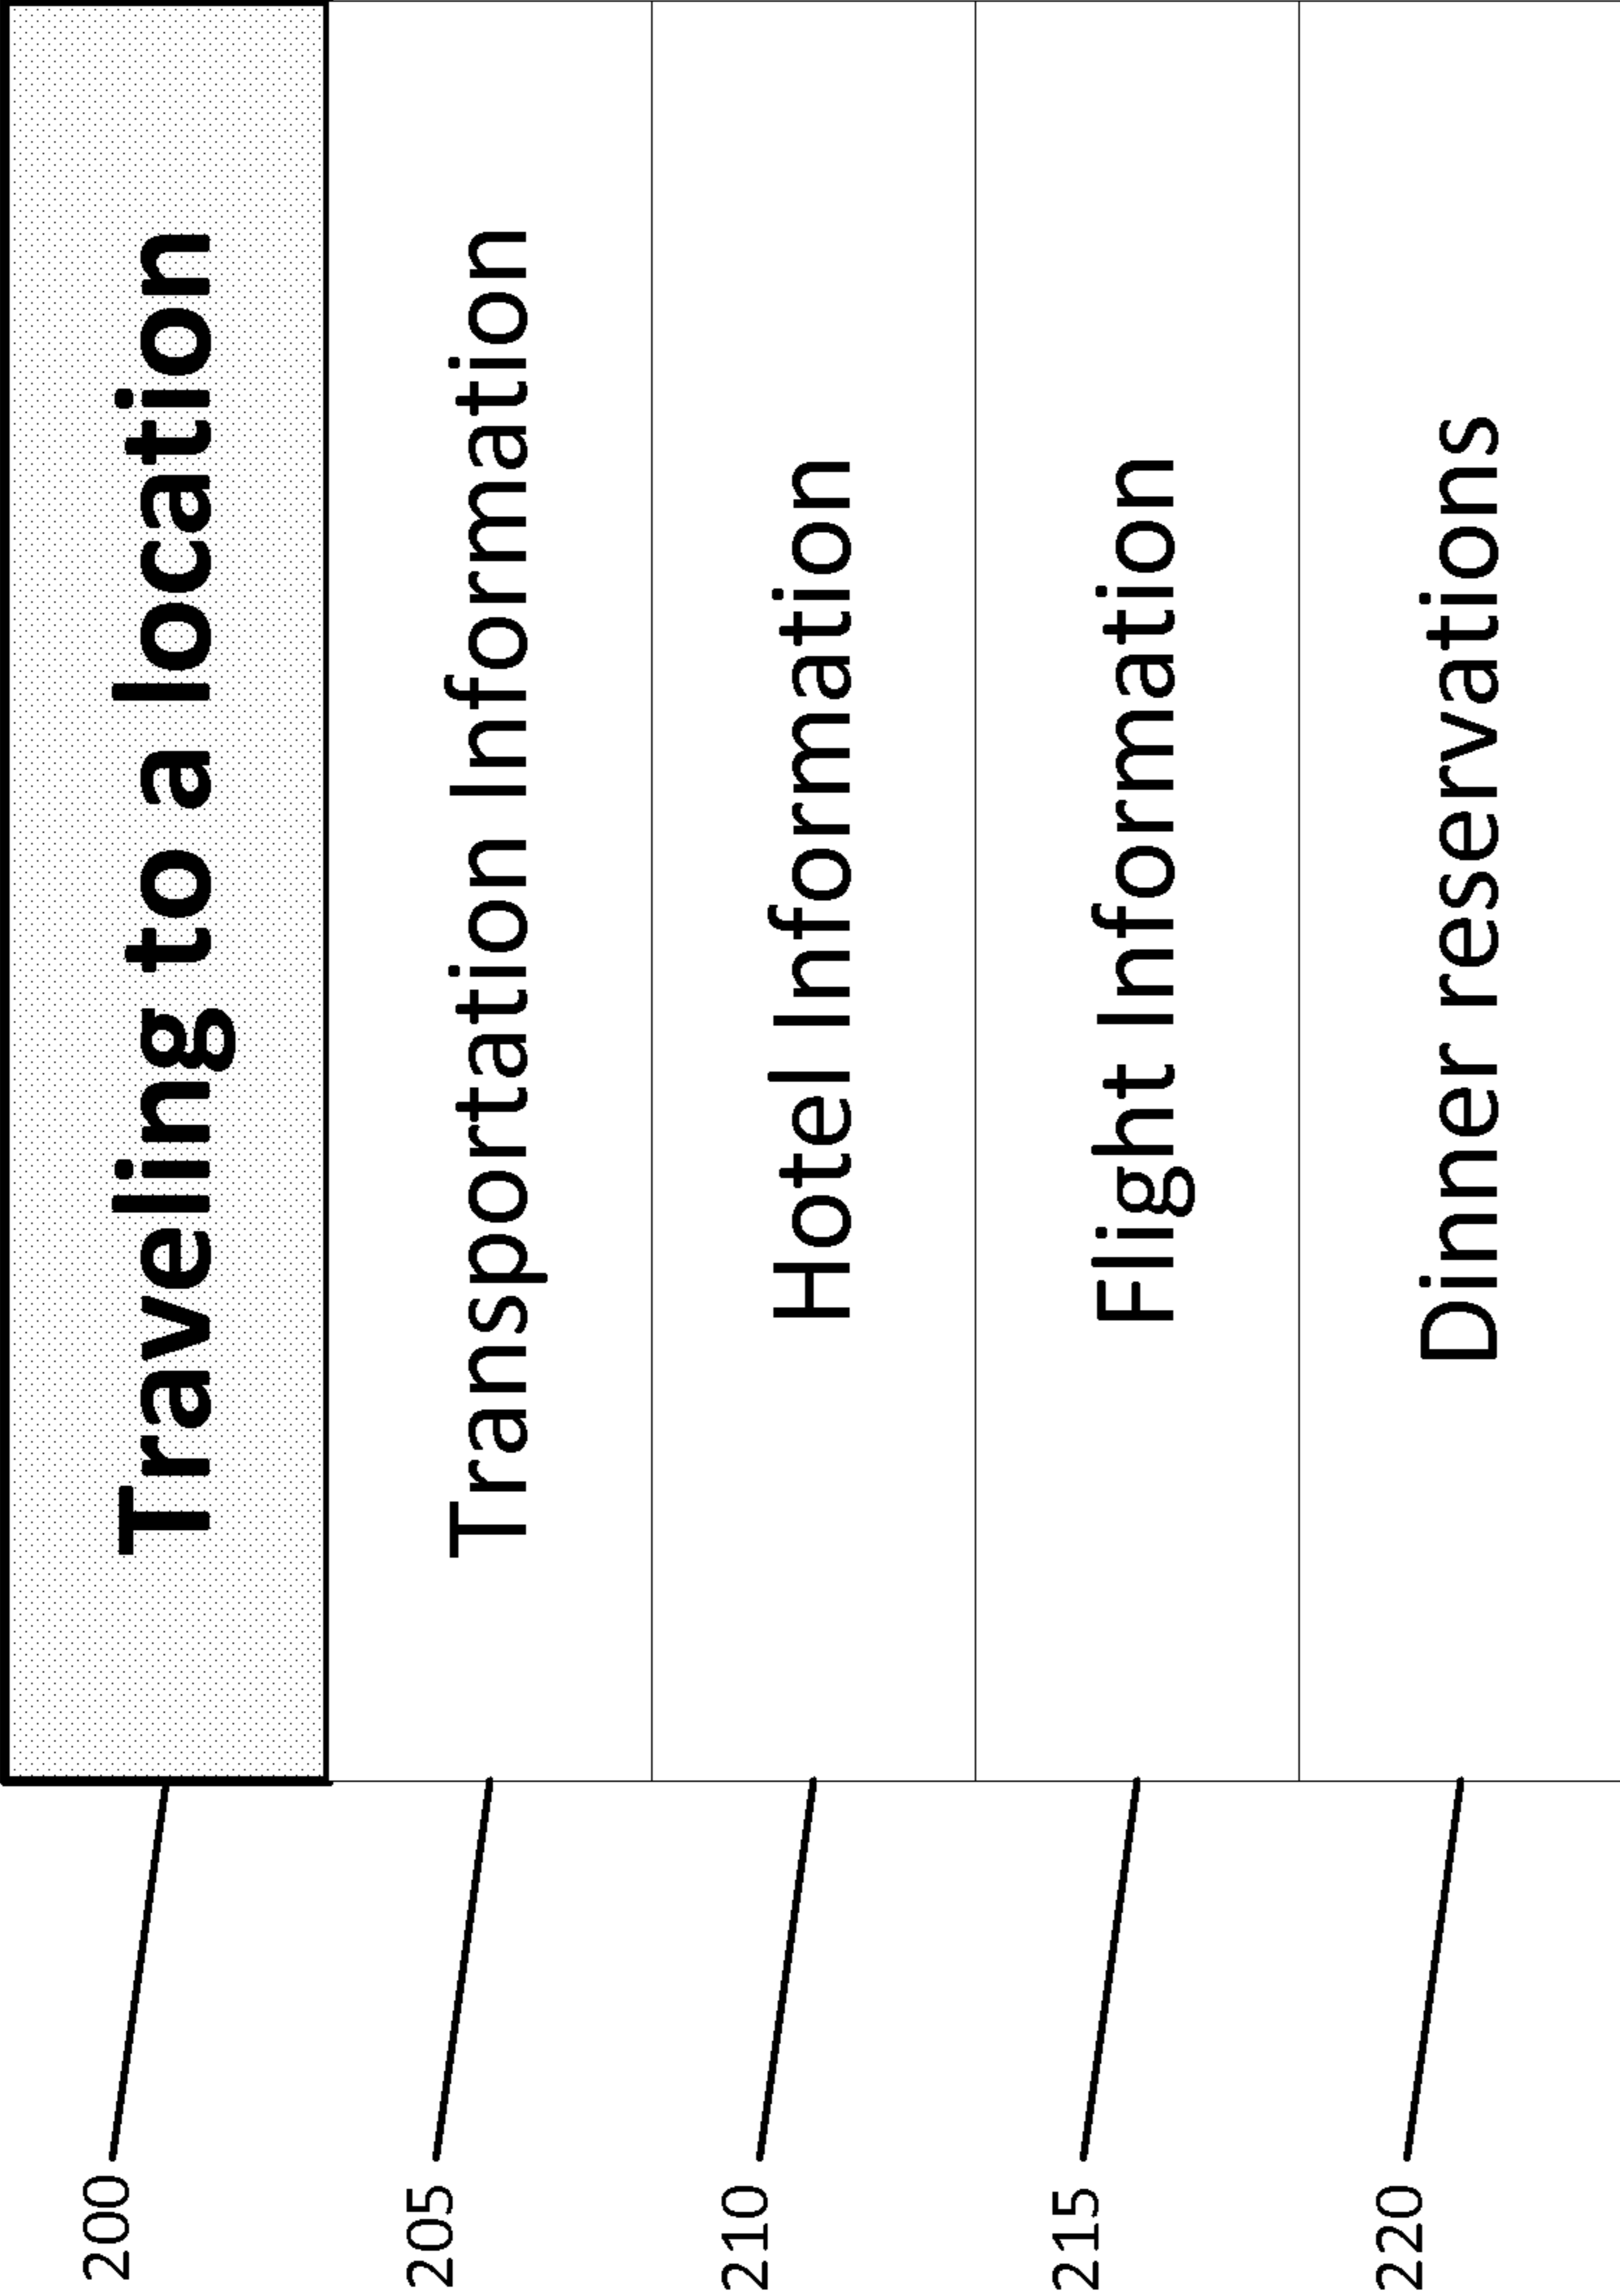 200 Traveling to a location
205 Transportation Information
210 Hotel Information
215 Flight Information
220 Dinner reservations